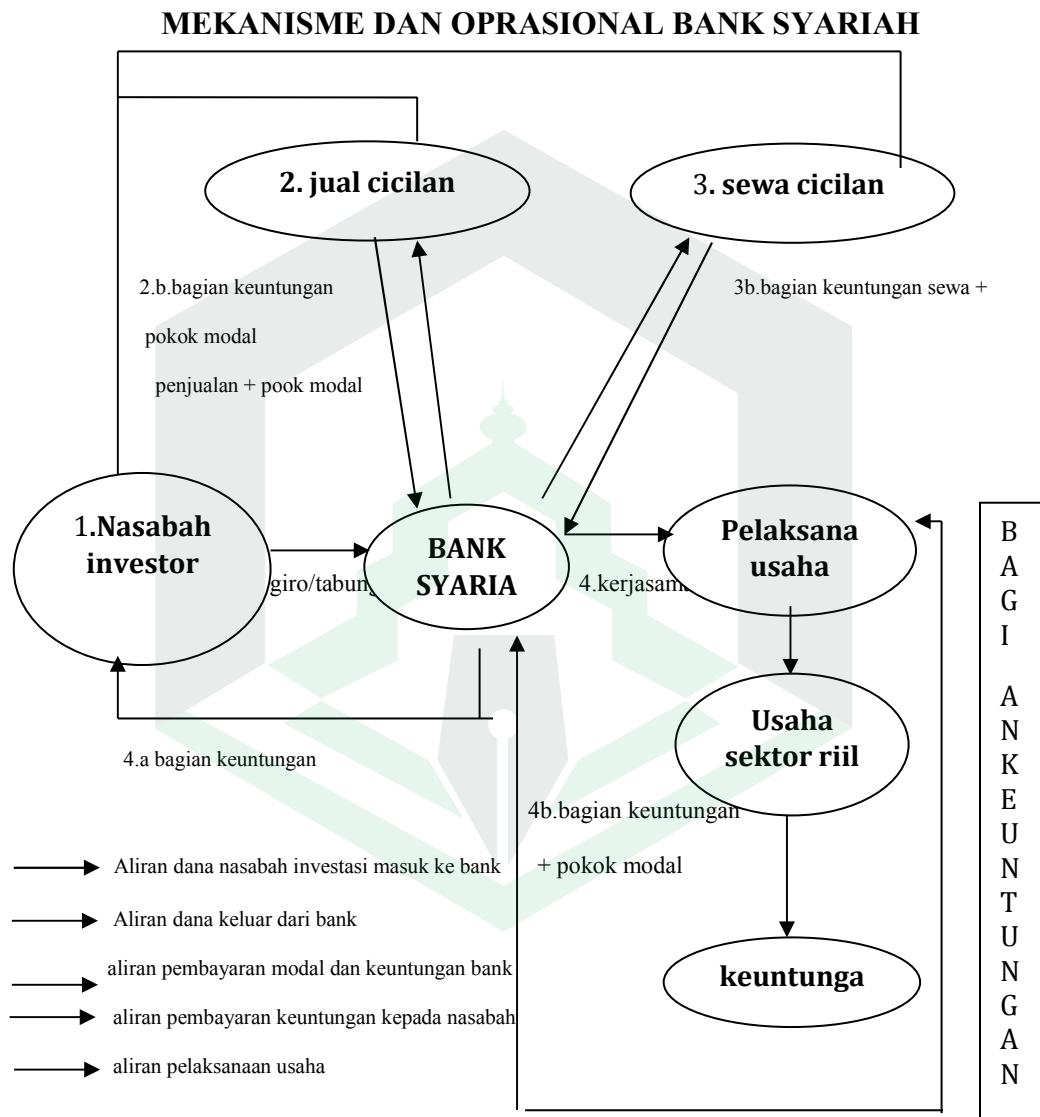 MEKANISME DAN OPRASIONAL BANK SYARIAH
2. jual cicilan
3. sewa cicilan
2.b.bagian keuntungan
pokok modal
penjualan + pook modal
3b.bagian keuntungan sewa +
1.Nasabah
investor
giro/tabung
BANK
SYARIA
4.kerjasam
Pelaksana
usaha
Usaha
sektor riil
4.a bagian keuntungan
4b.bagian keuntungan
+ pokok modal
keuntunga
Aliran dana nasabah investasi masuk ke bank
Aliran dana keluar dari bank
aliran pembayaran modal dan keuntungan bank
aliran pembayaran keuntungan kepada nasabah
aliran pelaksanaan usaha
B
A
G
I
A
N
K
E
U
N
T
U
N
G
A
N